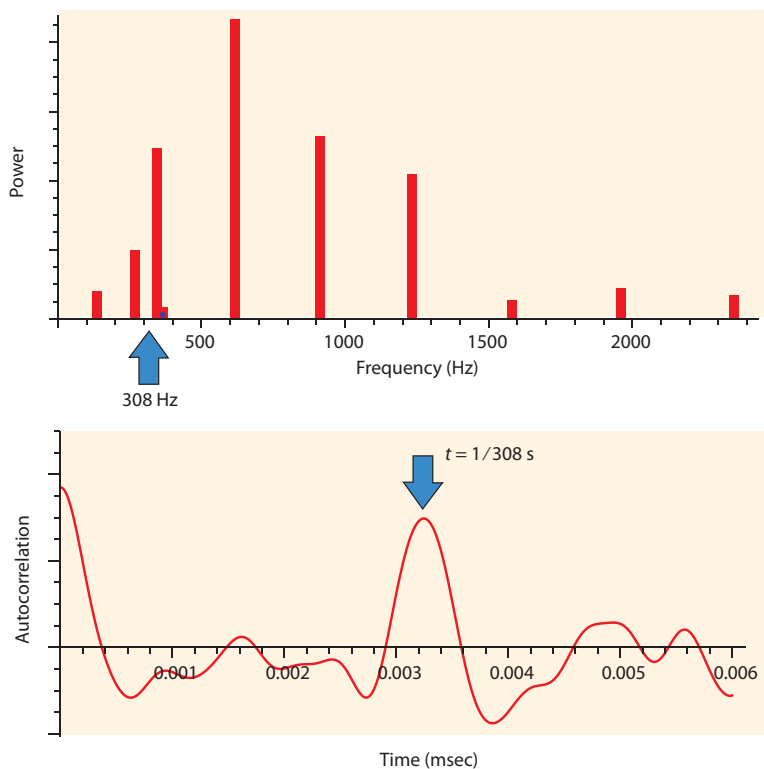 Power
500
1000
1500
2000
Frequency (Hz)
308 Hz
t = 1/308 s
Autocorrelation
0.001
0.002
0.003
0.004
0.005
0.006
Time (msec)